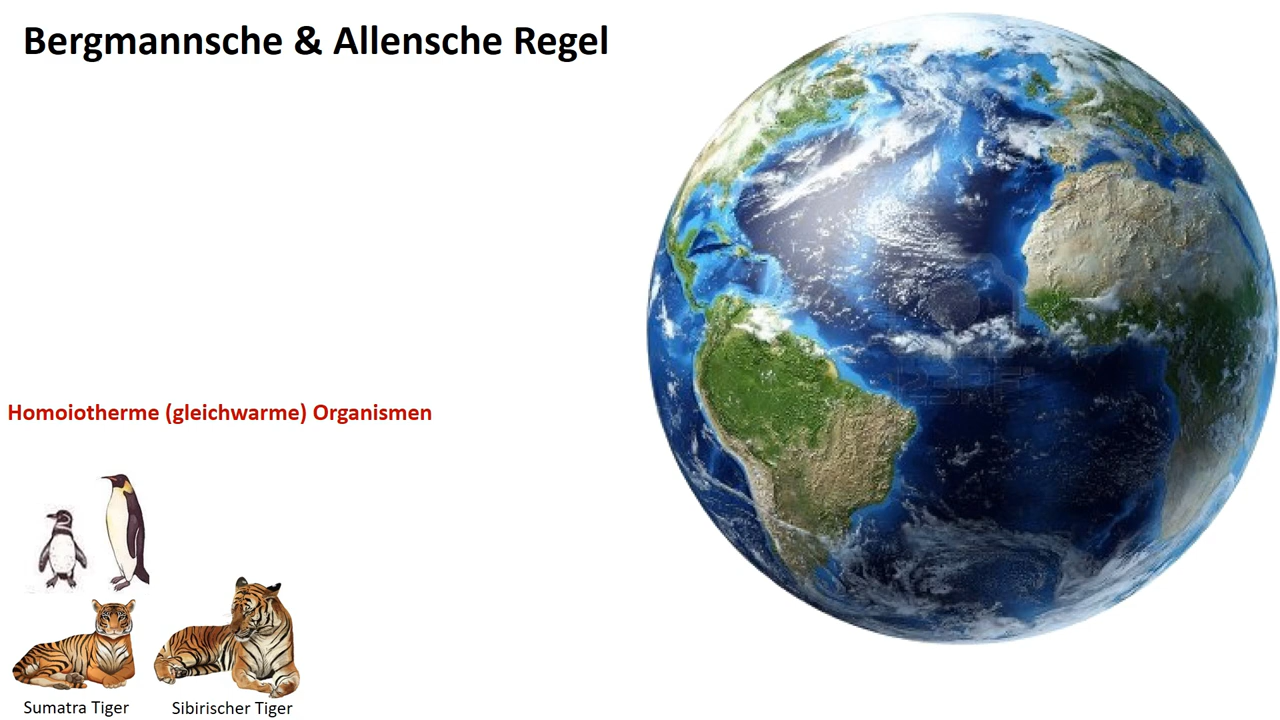 Bergmannsche & Allensche Regel
Homoiotherme (gleichwarme) Organismen
Sumatra Tiger
Sibirischer Tiger